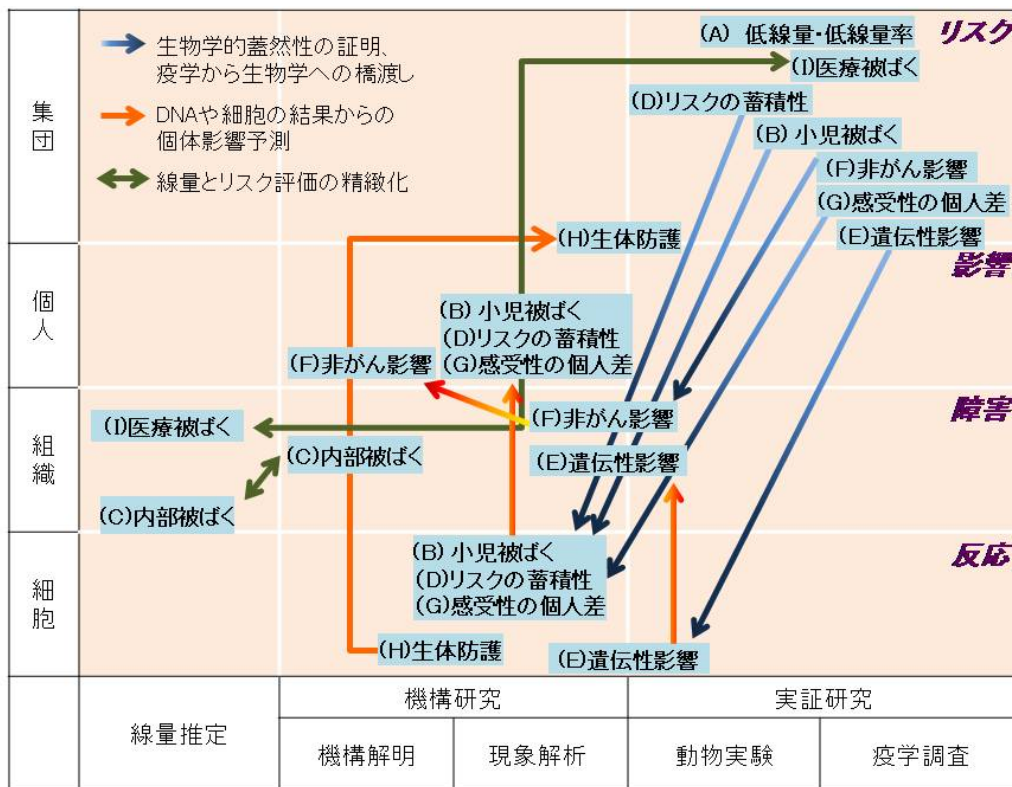 生物学的蓋然性の証明、
疫学から生物学への橋渡し
DNAや細胞の結果からの
個体影響予測
線量とリスク評価の精緻化
集団
(A) 低線量・低線量率
リスク
(I)医療被ばく
(D)リスクの蓄積性
(B) 小児被ばく
(F)非がん影響
(G)感受性の個人差
(H)生体防護
(E)遺伝性影響
個人
影響
(B) 小児被ばく
(D)リスクの蓄積性
(F)非がん影響
(G)感受性の個人差
組織
障害
(I)医療被ばく
(F)非がん影響
(C)内部被ばく
(E)遺伝性影響
(C)内部被ばく
細胞
反応
(B) 小児被ばく
(D)リスクの蓄積性
(G)感受性の個人差
(H)生体防護
(E)遺伝性影響
線量推定
機構研究
実証研究
機構解明
現象解析
動物実験
疫学調査